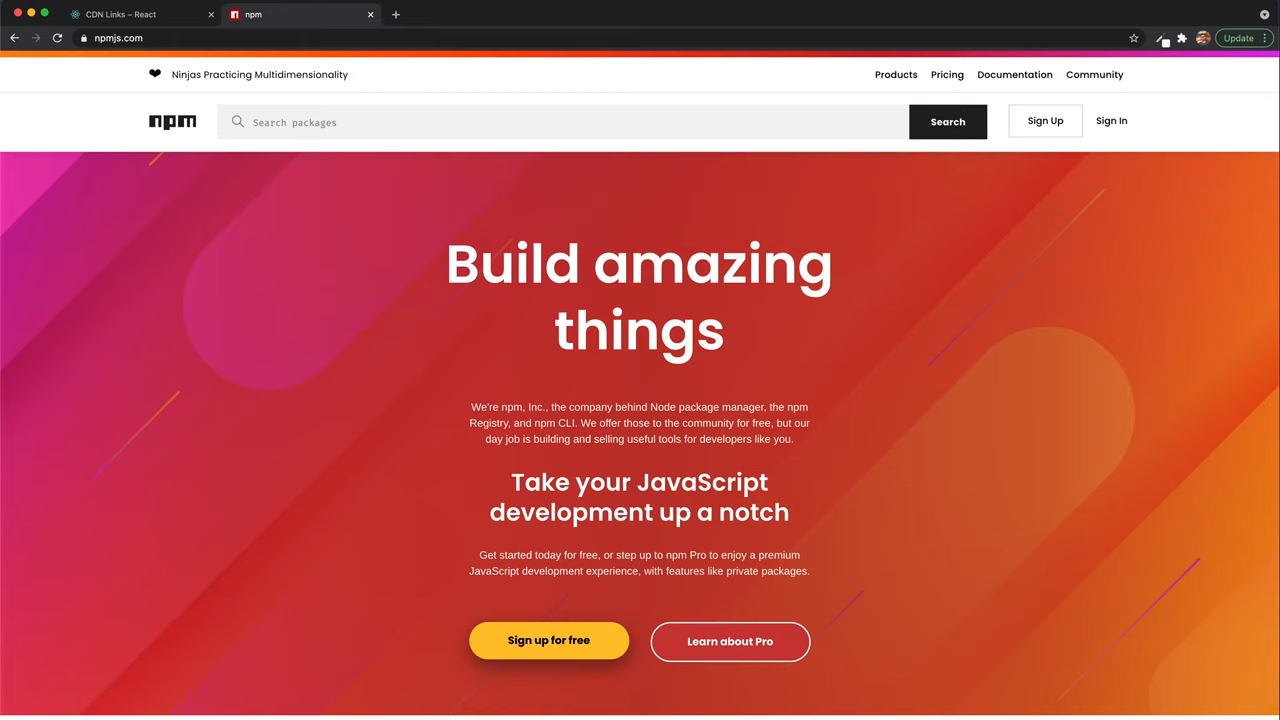 CDN Links – React
npm
npmjs.com
Update
❤ Ninjas Practicing Multidimensionality
Products
Pricing
Documentation
Community
npm
Search packages
Search
Sign Up
Sign In
Build amazing
things
We're npm, Inc., the company behind Node package manager, the npm
Registry, and npm CLI. We offer those to the community for free, but our
day job is building and selling useful tools for developers like you.
Take your JavaScript
development up a notch
Get started today for free, or step up to npm Pro to enjoy a premium
JavaScript development experience, with features like private packages.
Sign up for free
Learn about Pro